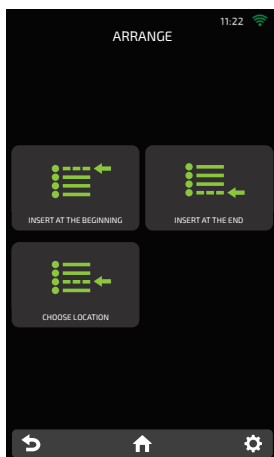 11:22
ARRANGE
INSERT AT THE BEGINNING
INSERT AT THE END
CHOOSE LOCATION